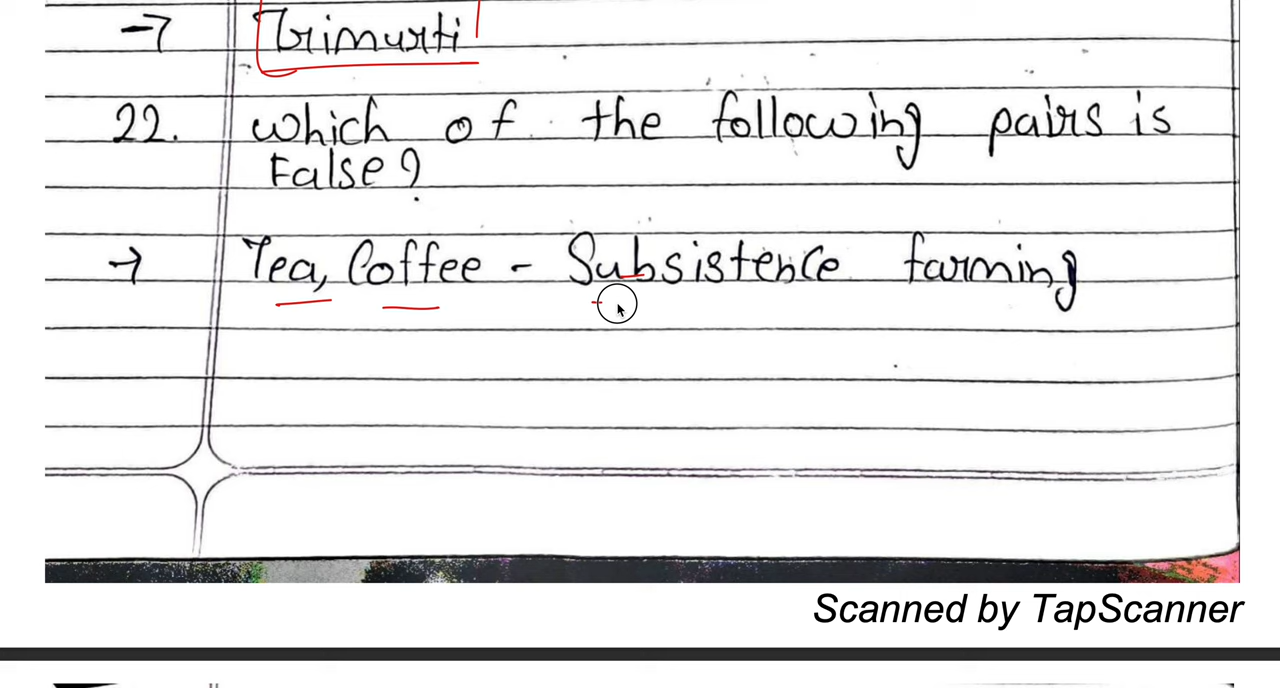 → Trimurti
22. which of the following pairs is
False?
→ Tea, Coffee - Subsistence farming
Scanned by TapScanner